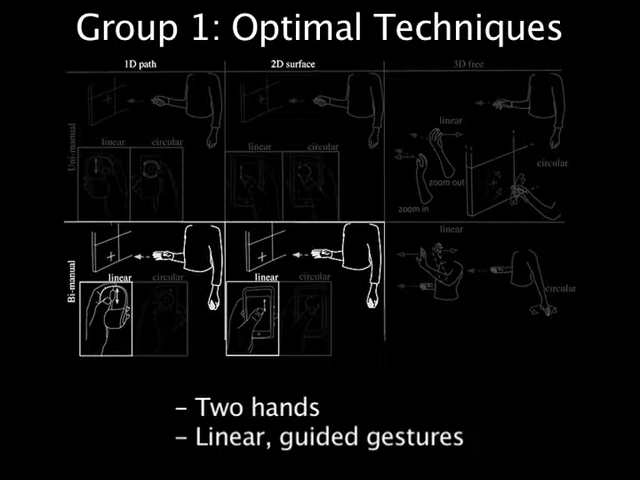 Group 1: Optimal Techniques
1D path 2D surface 3D free
Uni-manual
linear circular linear circular
linear
circular
zoom out
zoom in
Bi-manual
linear circular linear circular
linear
circular
– Two hands
– Linear, guided gestures